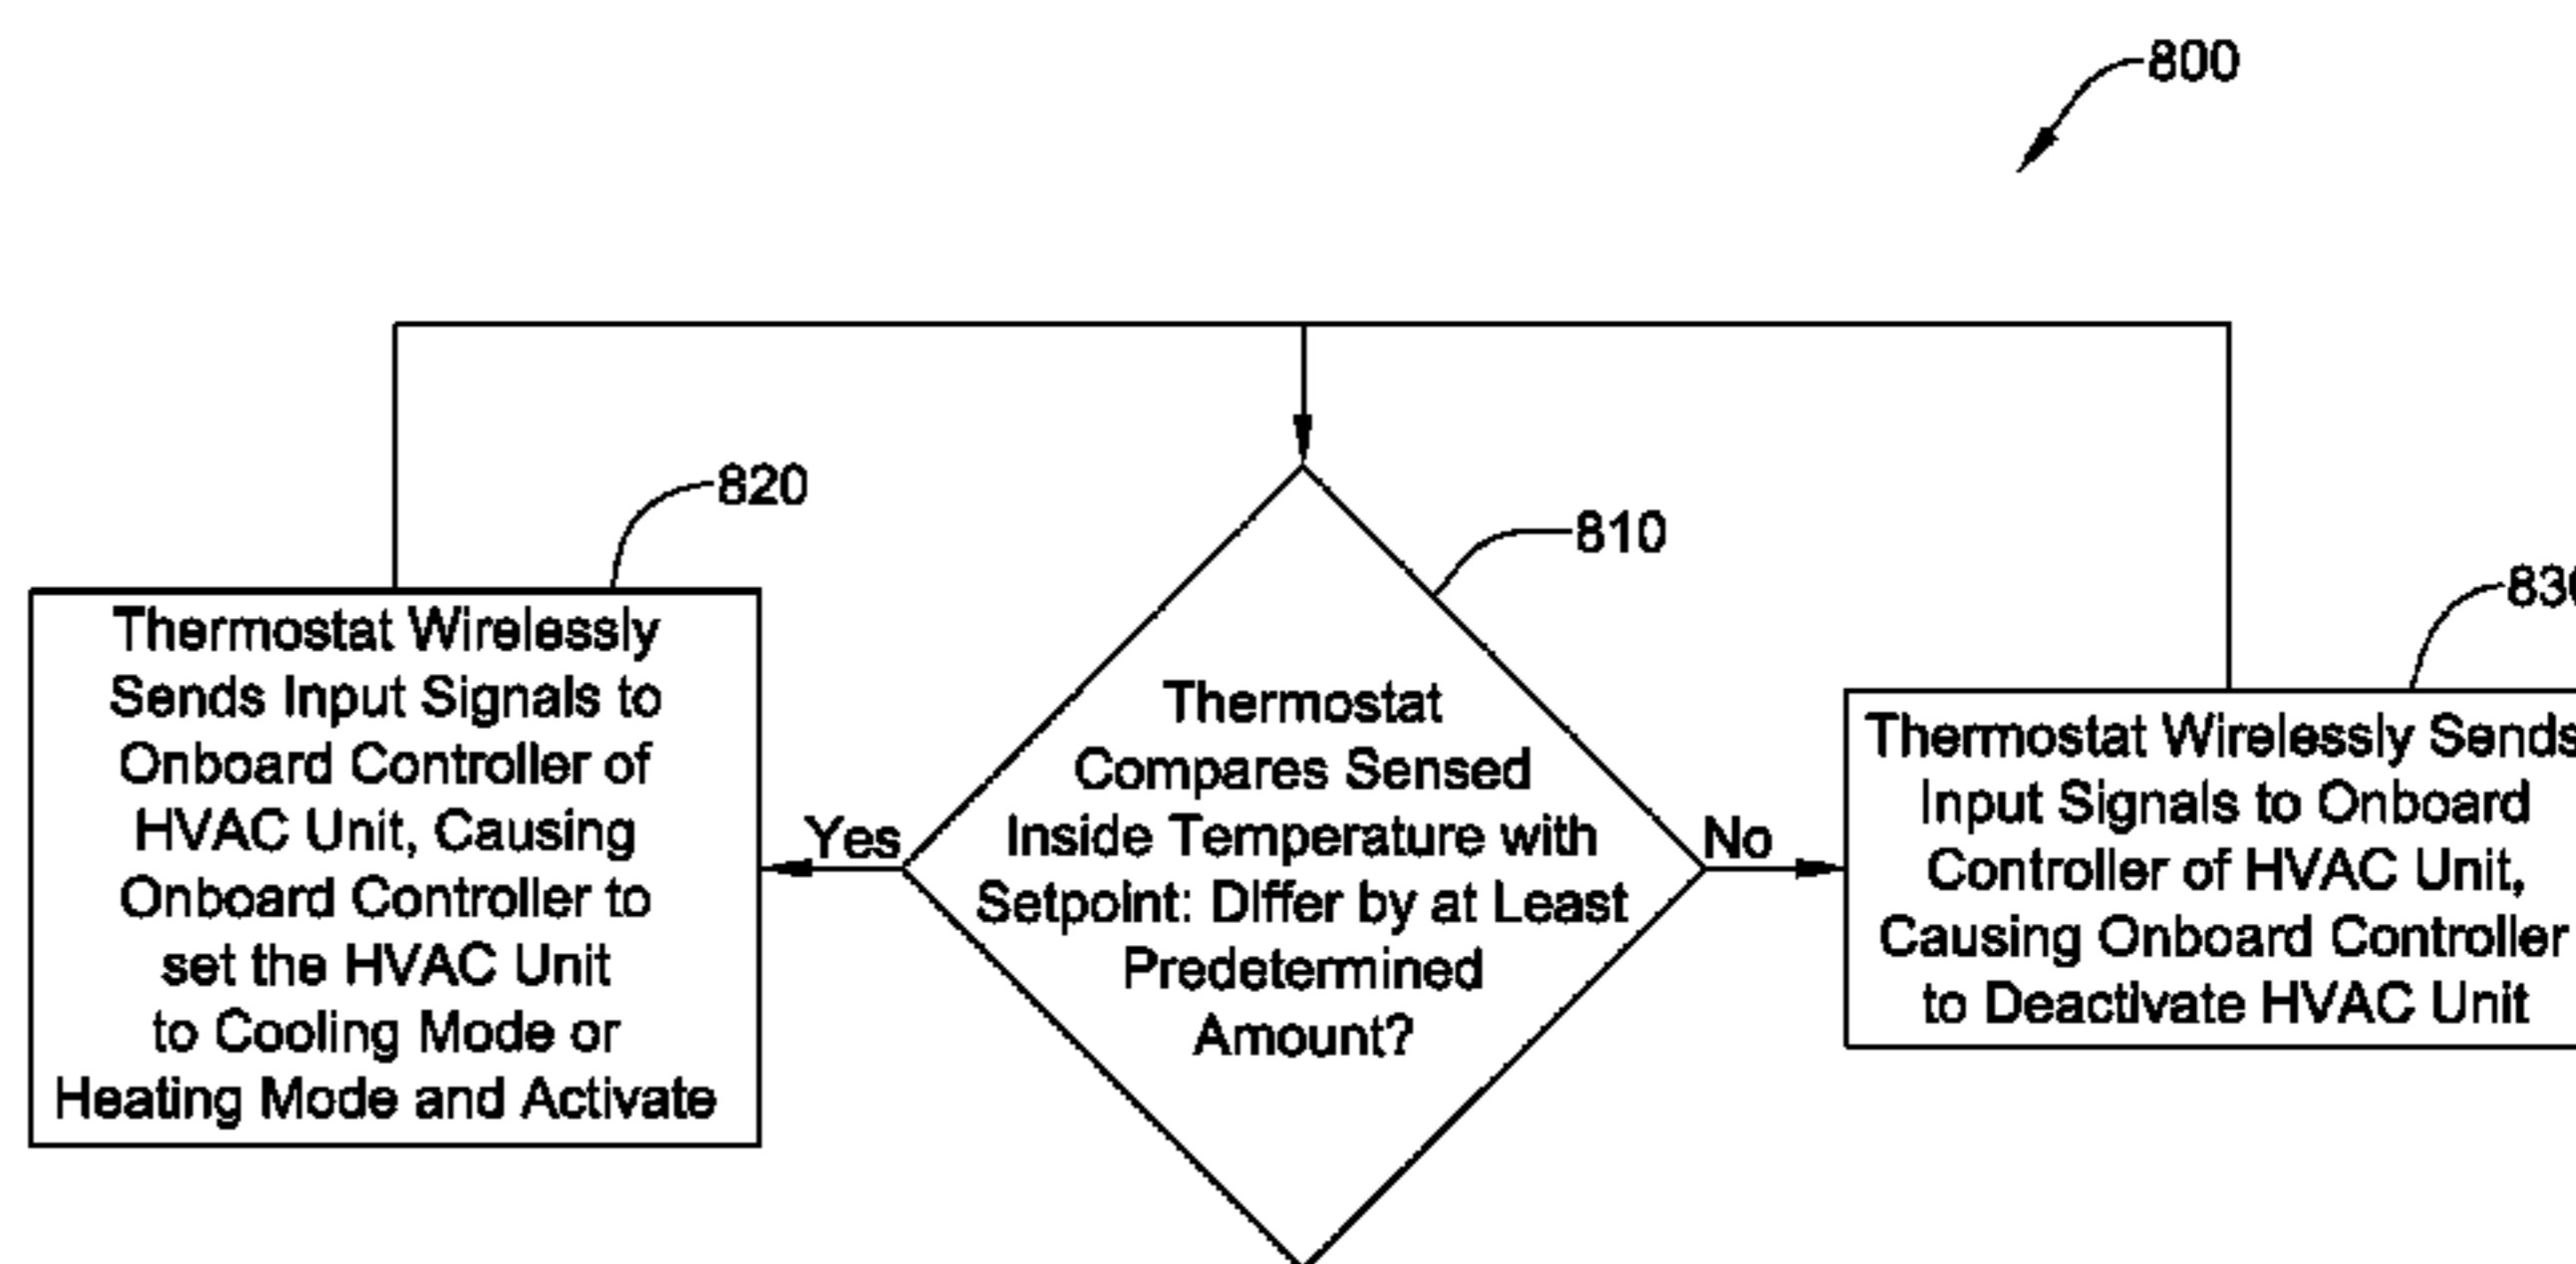 800
820
810
Thermostat Wirelessly
Sends Input Signals to
Onboard Controller of
HVAC Unit, Causing
Onboard Controller to
set the HVAC Unit
to Cooling Mode or
Heating Mode and Activate
Yes
Thermostat
Compares Sensed
Inside Temperature with
Setpoint: Differ by at Least
Predetermined
Amount?
No
Thermostat Wirelessly Sends
Input Signals to Onboard
Controller of HVAC Unit,
Causing Onboard Controller
to Deactivate HVAC Unit